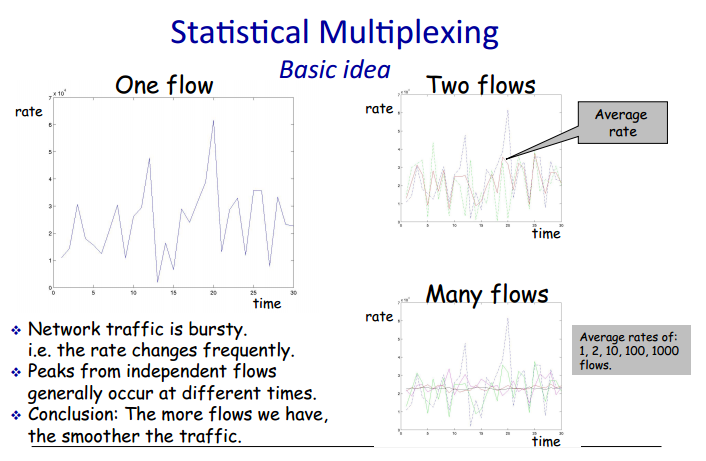 Statistical Multiplexing
Basic idea
One flow
rate
x 10⁴
7
6
5
4
3
2
1
0
0 5 10 15 20 25 30
time
Two flows
rate
Average
rate
time
Many flows
rate
Average rates of:
1, 2, 10, 100, 1000
flows.
time
❖ Network traffic is bursty.
i.e. the rate changes frequently.
❖ Peaks from independent flows
generally occur at different times.
❖ Conclusion: The more flows we have,
the smoother the traffic.